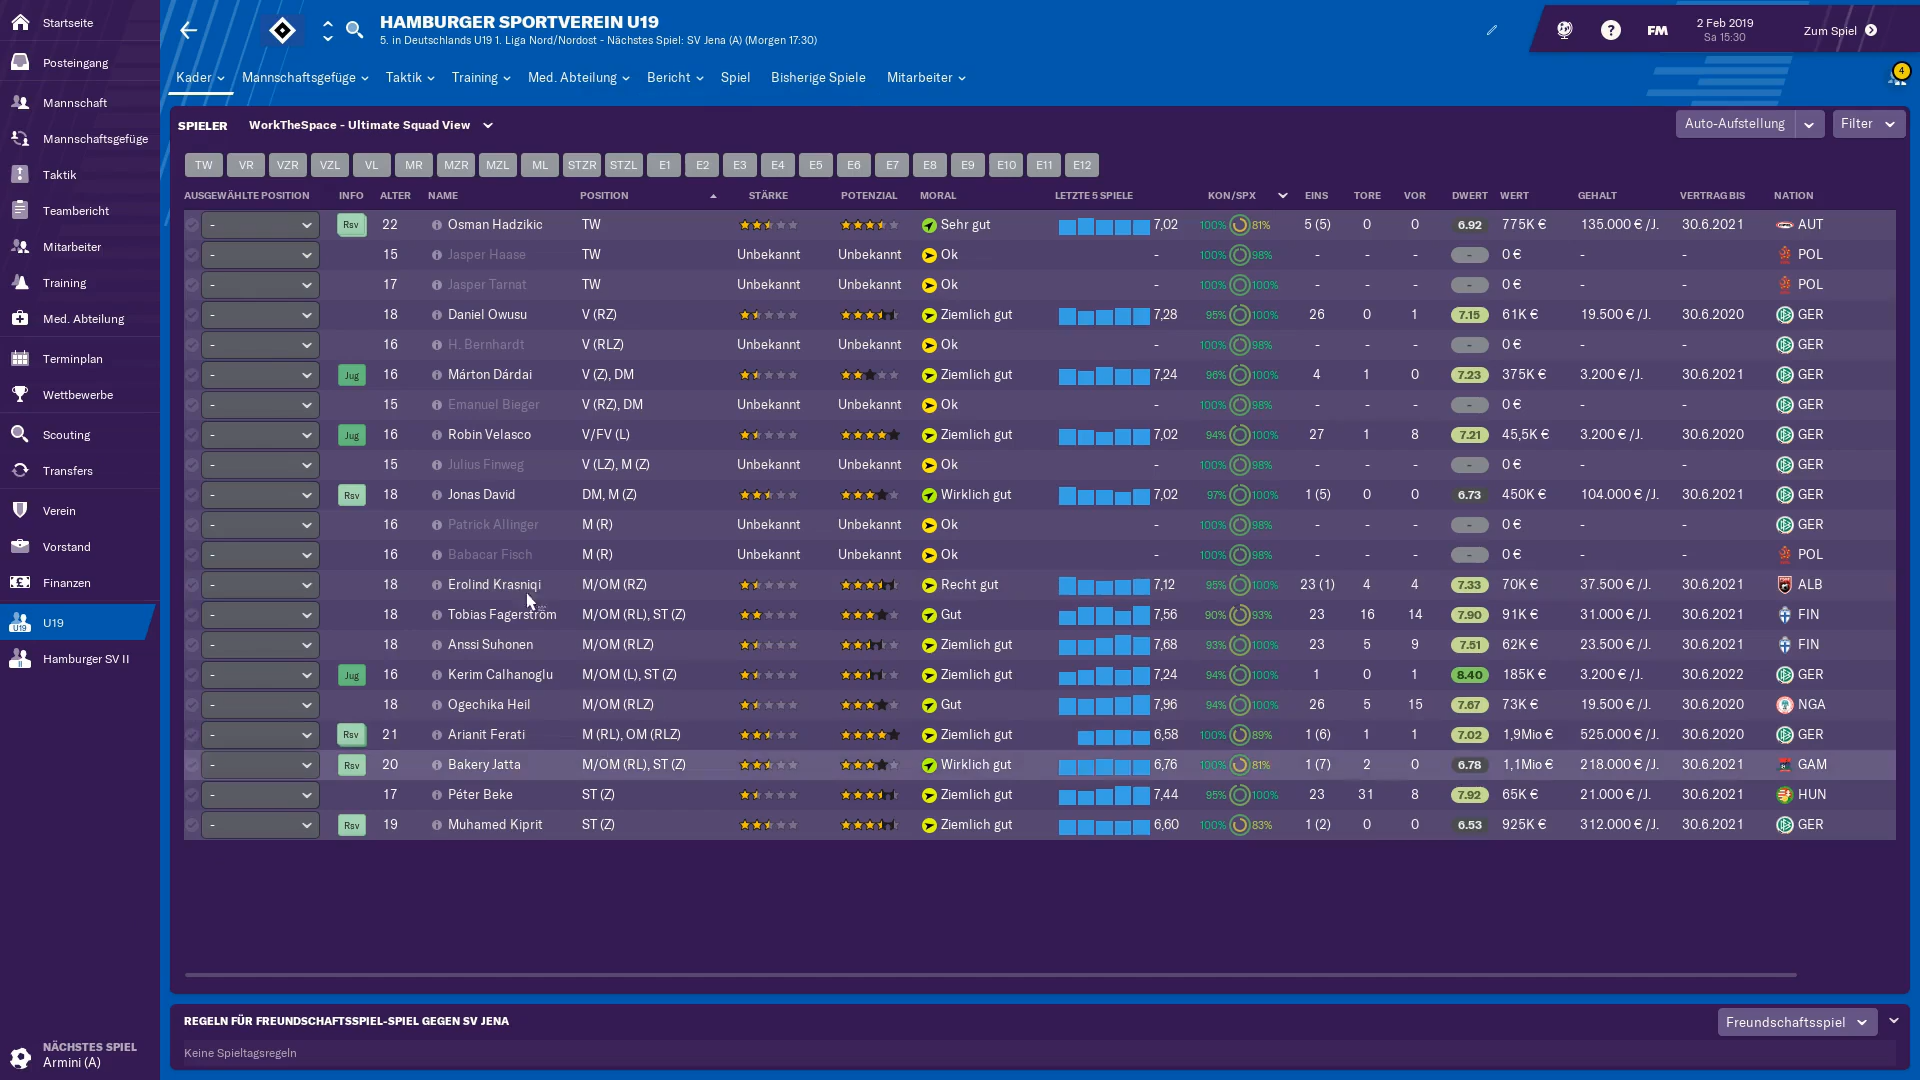 Startseite
Posteingang
Mannschaft
Mannschaftsgefüge
Taktik
Teambericht
Mitarbeiter
Training
Med. Abteilung
Terminplan
Wettbewerbe
Scouting
Transfers
Verein
Vorstand
Finanzen
U19
Hamburger SV II
NÄCHSTES SPIEL
Armini (A)
HAMBURGER SPORTVEREIN U19
5. in Deutschlands U19 1. Liga Nord/Nordost - Nächstes Spiel: SV Jena (A) (Morgen 17:30)
FM
2 Feb 2019
Sa 15:30
Zum Spiel
4
Kader Mannschaftsgefüge Taktik Training Med. Abteilung Bericht Spiel Bisherige Spiele Mitarbeiter
SPIELER WorkTheSpace - Ultimate Squad View Auto-Aufstellung Filter
TW VR VZR VZL VL MR MZR MZL ML STZR STZL E1 E2 E3 E4 E5 E6 E7 E8 E9 E10 E11 E12
AUSGEWÄHLTE POSITION INFO ALTER NAME POSITION STÄRKE POTENZIAL MORAL LETZTE 5 SPIELE KON/SPX EINS TORE VOR DWERT WERT GEHALT VERTRAG BIS NATION
- Rsv 22 Osman Hadzikic TW Sehr gut 7,02 100% 81% 5 (5) 0 0 6.92 775K € 135.000 € /J. 30.6.2021 AUT
- 15 Jasper Haase TW Unbekannt Unbekannt Ok - 100% 98% - - - - 0 € - - POL
- 17 Jasper Tarnat TW Unbekannt Unbekannt Ok - 100% 100% - - - - 0 € - - POL
- 18 Daniel Owusu V (RZ) Ziemlich gut 7,28 95% 100% 26 0 1 7.15 61K € 19.500 € /J. 30.6.2020 GER
- 16 H. Bernhardt V (RLZ) Unbekannt Unbekannt Ok - 100% 98% - - - - 0 € - - GER
- Jug 16 Márton Dárdai V (Z), DM Ziemlich gut 7,24 96% 100% 4 1 0 7.23 375K € 3.200 € /J. 30.6.2021 GER
- 15 Emanuel Bieger V (RZ), DM Unbekannt Unbekannt Ok - 100% 98% - - - - 0 € - - GER
- Jug 16 Robin Velasco V/FV (L) Ziemlich gut 7,02 94% 100% 27 1 8 7.21 45,5K € 3.200 € /J. 30.6.2020 GER
- 15 Julius Finweg V (LZ), M (Z) Unbekannt Unbekannt Ok - 100% 98% - - - - 0 € - - GER
- Rsv 18 Jonas David DM, M (Z) Wirklich gut 7,02 97% 100% 1 (5) 0 0 6.73 450K € 104.000 € /J. 30.6.2021 GER
- 16 Patrick Allinger M (R) Unbekannt Unbekannt Ok - 100% 98% - - - - 0 € - - GER
- 16 Babacar Fisch M (R) Unbekannt Unbekannt Ok - 100% 98% - - - - 0 € - - POL
- 18 Erolind Krasniqi M/OM (RZ) Recht gut 7,12 95% 100% 23 (1) 4 4 7.33 70K € 37.500 € /J. 30.6.2021 ALB
- 18 Tobias Fagerström M/OM (RL), ST (Z) Gut 7,56 90% 93% 23 16 14 7.90 91K € 31.000 € /J. 30.6.2021 FIN
- 18 Anssi Suhonen M/OM (RLZ) Ziemlich gut 7,68 93% 100% 23 5 9 7.51 62K € 23.500 € /J. 30.6.2021 FIN
- Jug 16 Kerim Calhanoglu M/OM (L), ST (Z) Ziemlich gut 7,24 94% 100% 1 0 1 8.40 185K € 3.200 € /J. 30.6.2022 GER
- 18 Ogechika Heil M/OM (RLZ) Gut 7,96 94% 100% 26 5 15 7.67 73K € 19.500 € /J. 30.6.2020 NGA
- Rsv 21 Arianit Ferati M (RL), OM (RLZ) Ziemlich gut 6,58 100% 89% 1 (6) 1 1 7.02 1,9Mio € 525.000 € /J. 30.6.2020 GER
- Rsv 20 Bakery Jatta M/OM (RL), ST (Z) Wirklich gut 6,76 100% 81% 1 (7) 2 0 6.78 1,1Mio € 218.000 € /J. 30.6.2021 GAM
- 17 Péter Beke ST (Z) Ziemlich gut 7,44 95% 100% 23 31 8 7.92 65K € 21.000 € /J. 30.6.2021 HUN
- Rsv 19 Muhamed Kiprit ST (Z) Ziemlich gut 6,60 100% 83% 1 (2) 0 0 6.53 925K € 312.000 € /J. 30.6.2021 GER
REGELN FÜR FREUNDSCHAFTSSPIEL-SPIEL GEGEN SV JENA Freundschaftsspiel
Keine Spieltagsregeln